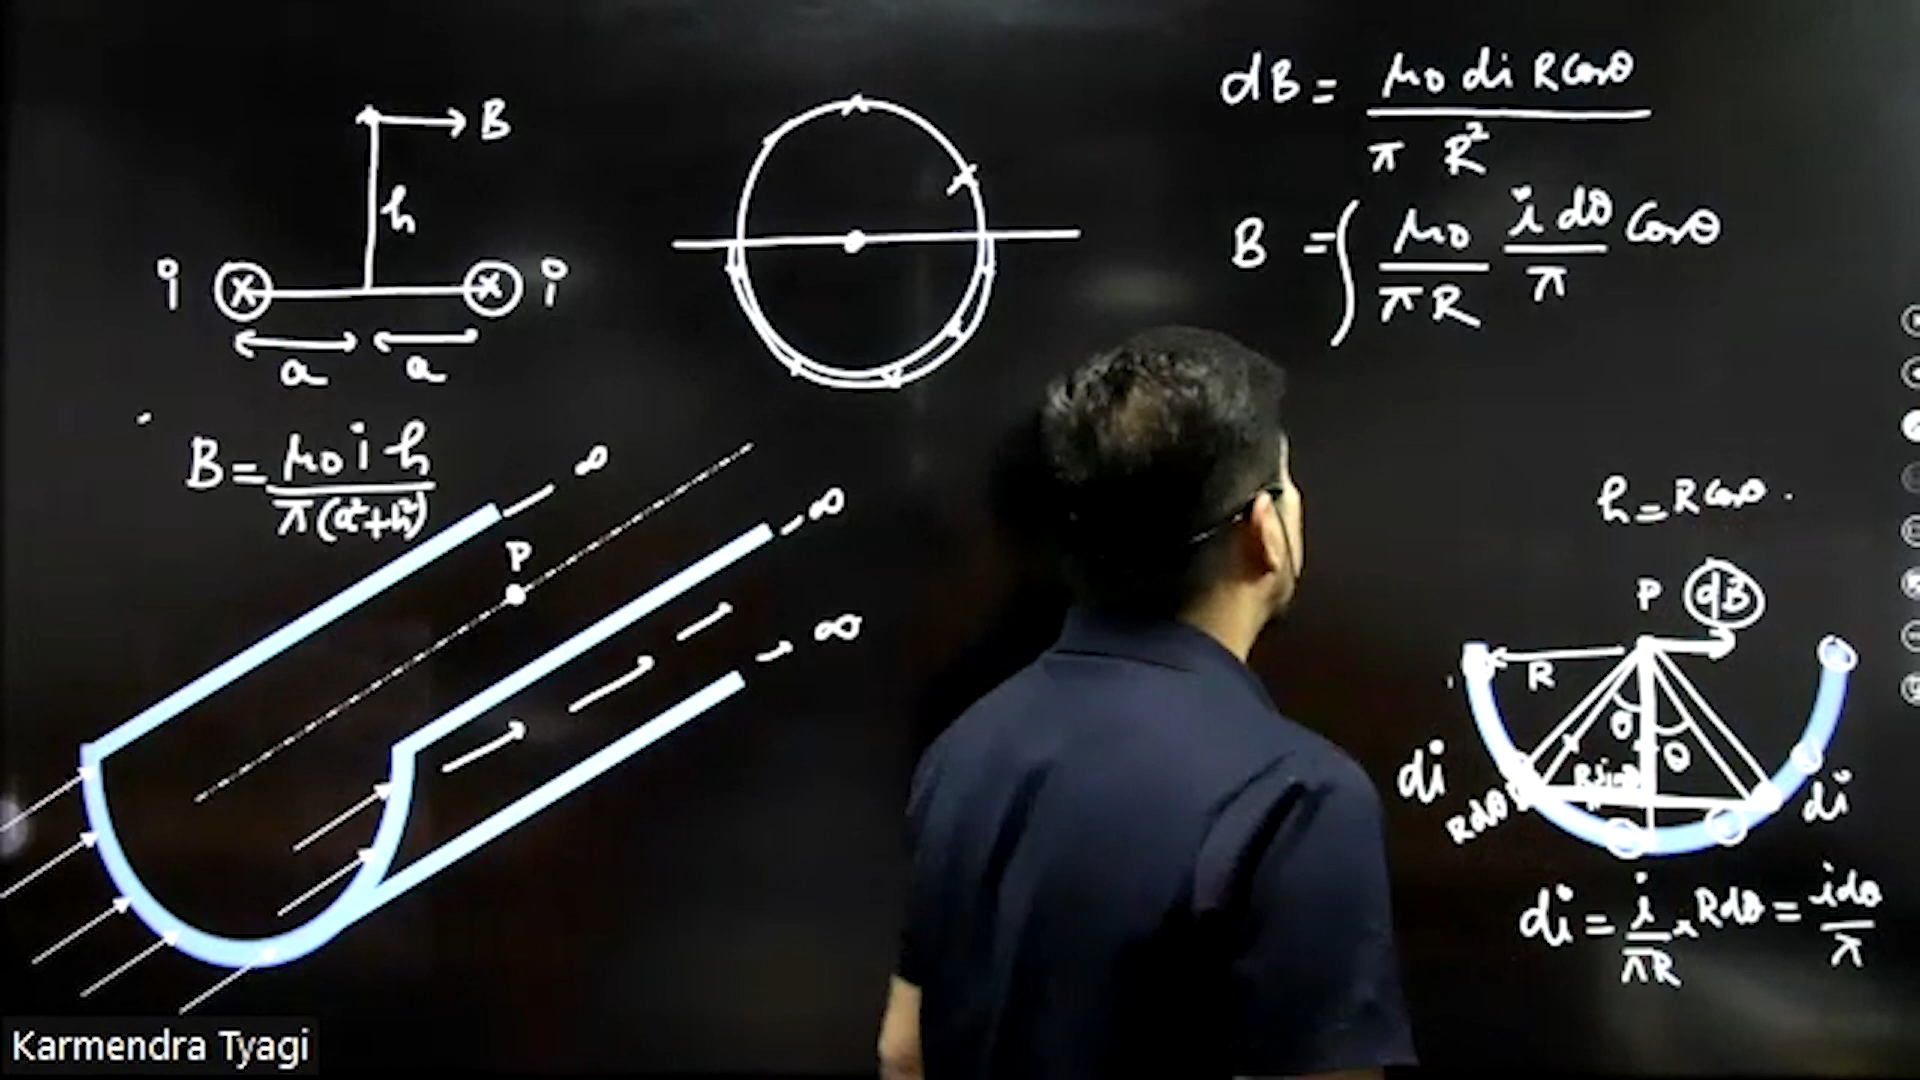 B
h
i
i
a
a
B = μ0 i h / π(a²+h²)
∞
∞
P
∞
dB = μ0 di R Cosθ / π R²
B = ∫ μ0 / πR i dθ / π Cosθ
h = R Cosθ .
P
dB
R
θ
θ
di
Rsinθ
Rdθ
di
di = i / πR × Rdθ = idθ / π
Karmendra Tyagi